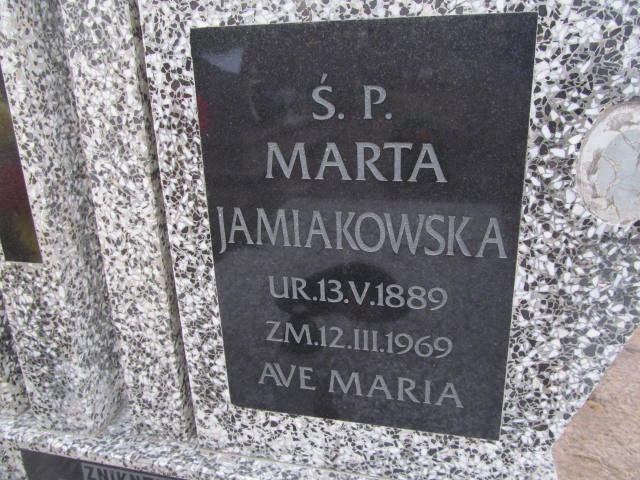 Ś. P.
MARTA
JAMIAKOWSKA
UR.13.V.1889
ZM.12.III.1969
AVE MARIA